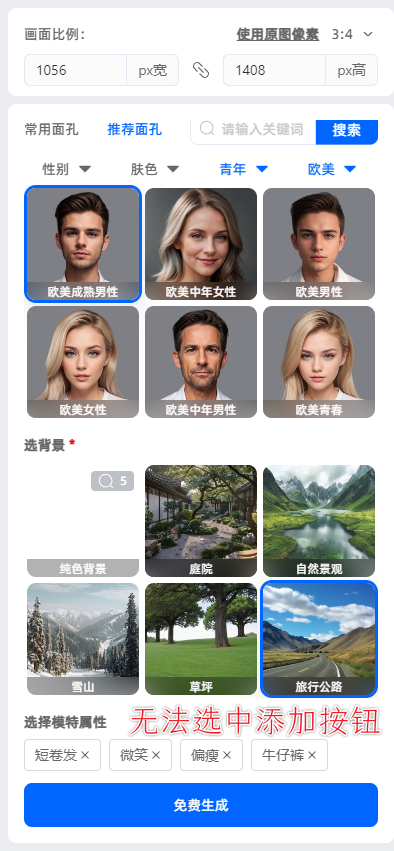 画面比例: 使用原图像素 3:4
1056 px宽 1408 px高
常用面孔 推荐面孔 请输入关键词 搜索
性别 肤色 青年 欧美
欧美成熟男性 欧美中年女性 欧美男性
欧美女性 欧美中年男性 欧美青春
选背景 *
5
纯色背景 庭院 自然景观
雪山 草坪 旅行公路
选择模特属性 无法选中添加按钮
短卷发× 微笑× 偏瘦× 牛仔裤×
免费生成